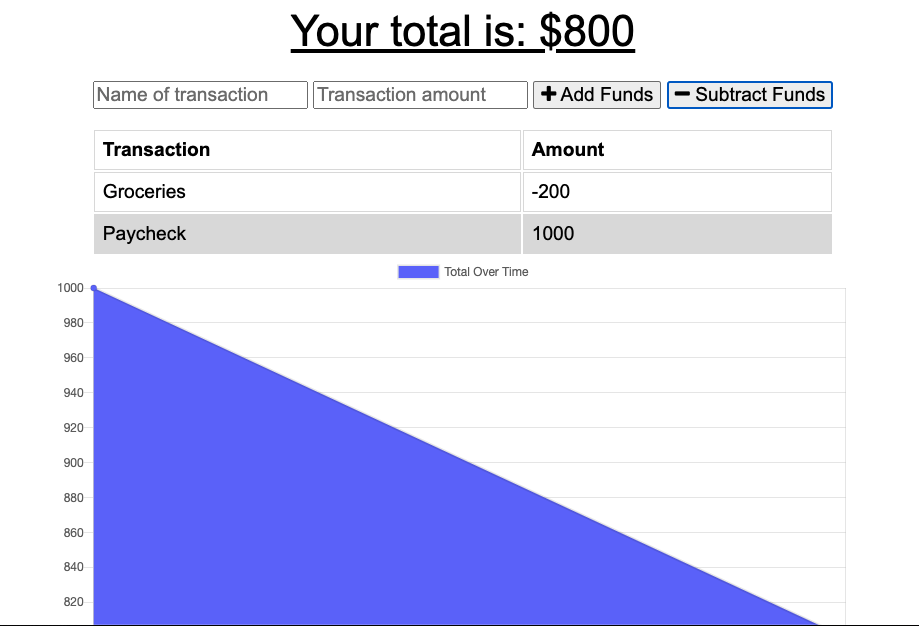 Your total is: $800
Name of transaction Transaction amount + Add Funds − Subtract Funds
Transaction Amount
Groceries -200
Paycheck 1000
Total Over Time
1000
980
960
940
920
900
880
860
840
820